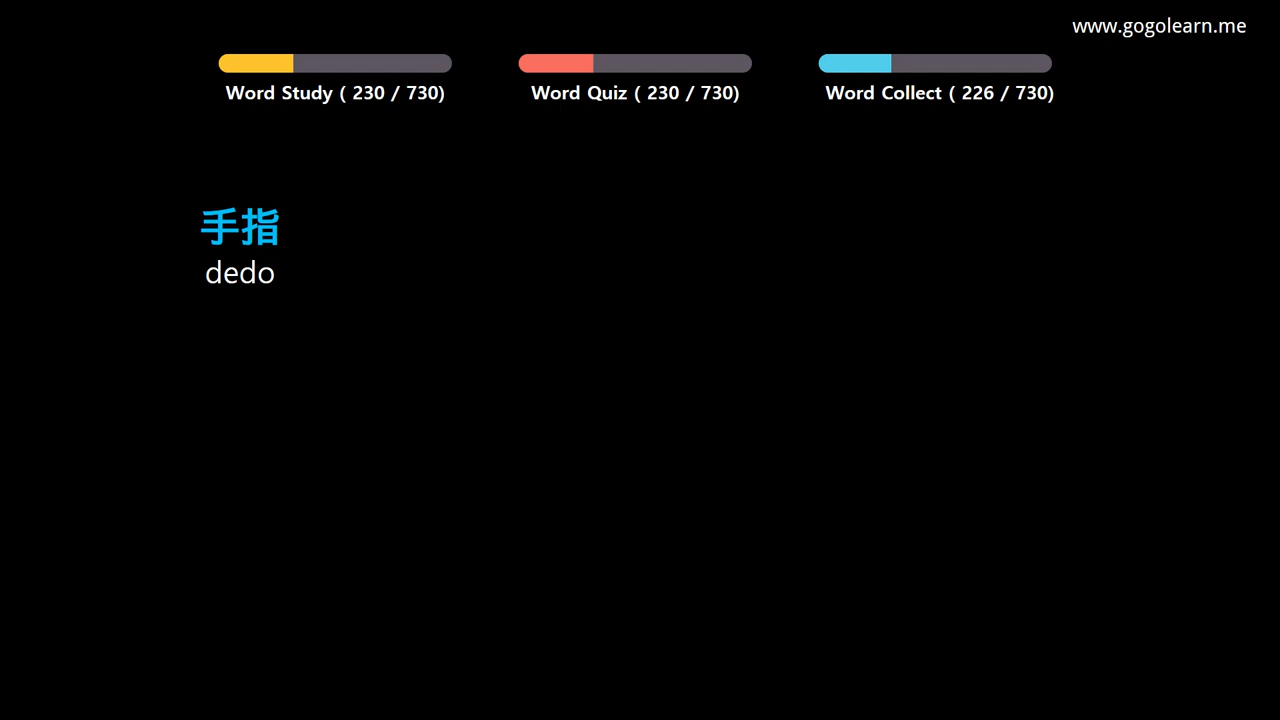 www.gogolearn.me
Word Study ( 230 / 730)
Word Quiz ( 230 / 730)
Word Collect ( 226 / 730)
手指
dedo